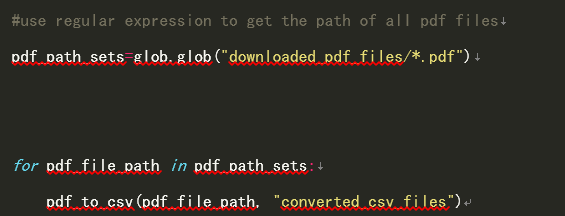 #use regular expression to get the path of all pdf files↓
pdf_path_sets=glob.glob("downloaded_pdf_files/*.pdf")↓
for pdf_file_path in pdf_path_sets:↓
    pdf_to_csv(pdf_file_path, "converted_csv_files")↵